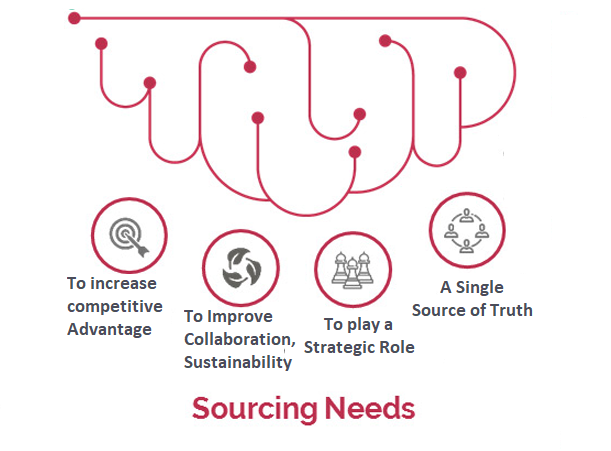 To increase
competitive
Advantage
To Improve
Collaboration,
Sustainability
To play a
Strategic Role
A Single
Source of Truth
Sourcing Needs